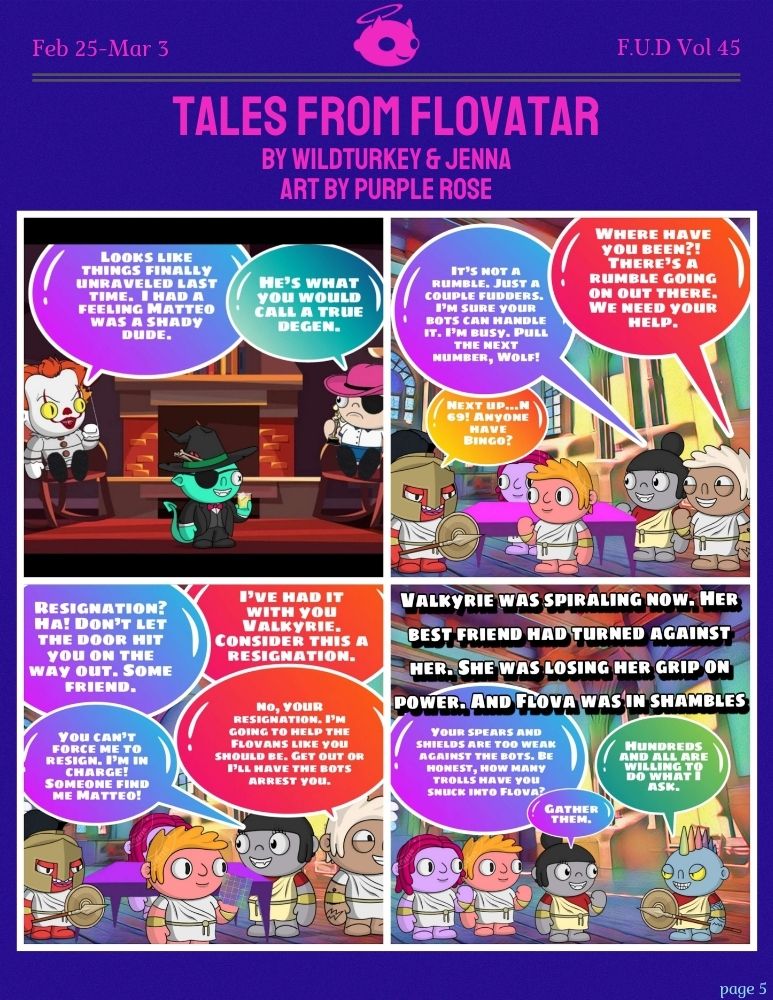 Feb 25-Mar 3
F.U.D Vol 45
TALES FROM FLOVATAR
BY WILDTURKEY & JENNA
ART BY PURPLE ROSE
LOOKS LIKE
THINGS FINALLY
UNRAVELED LAST
TIME. I HAD A
FEELING MATTEO
WAS A SHADY
DUDE.
HE'S WHAT
YOU WOULD
CALL A TRUE
DEGEN.
WHERE HAVE
YOU BEEN?!
THERE'S A
RUMBLE GOING
ON OUT THERE.
WE NEED YOUR
HELP.
IT'S NOT A
RUMBLE. JUST A
COUPLE FUDDERS.
I'M SURE YOUR
BOTS CAN HANDLE
IT. I'M BUSY. PULL
THE NEXT
NUMBER, WOLF!
NEXT UP...N
69! ANYONE
HAVE
BINGO?
I'VE HAD IT
WITH YOU
VALKYRIE.
CONSIDER THIS A
RESIGNATION.
RESIGNATION?
HA! DON'T LET
THE DOOR HIT
YOU ON THE
WAY OUT. SOME
FRIEND.
NO, YOUR
RESIGNATION. I'M
GOING TO HELP THE
FLOVANS LIKE YOU
SHOULD BE. GET OUT OR
I'LL HAVE THE BOTS
ARREST YOU.
YOU CAN'T
FORCE ME TO
RESIGN. I'M IN
CHARGE!
SOMEONE FIND
ME MATTEO!
VALKYRIE WAS SPIRALING NOW. HER
BEST FRIEND HAD TURNED AGAINST
HER. SHE WAS LOSING HER GRIP ON
POWER. AND FLOVA WAS IN SHAMBLES
YOUR SPEARS AND
SHIELDS ARE TOO WEAK
AGAINST THE BOTS. BE
HONEST, HOW MANY
TROLLS HAVE YOU
SNUCK INTO FLOVA?
HUNDREDS
AND ALL ARE
WILLING TO
DO WHAT I
ASK.
GATHER
THEM.
page 5